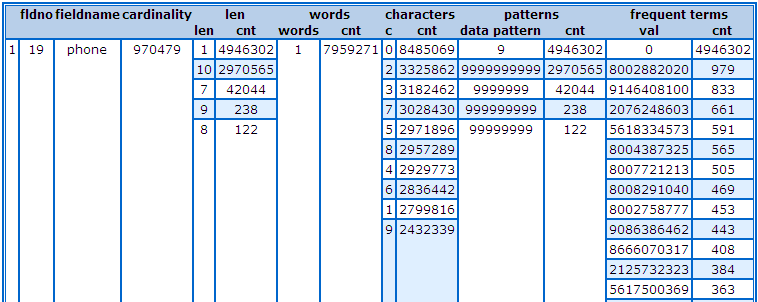 fldno fieldname cardinality len words characters patterns frequent terms
len cnt words cnt c cnt data pattern cnt val cnt
1 19 phone 970479 1 4946302 1 7959271 0 8485069 9 4946302 0 4946302
10 2970565 2 3325862 9999999999 2970565 8002882020 979
7 42044 3 3182462 9999999 42044 9146408100 833
9 238 7 3028430 999999999 238 2076248603 661
8 122 5 2971896 99999999 122 5618334573 591
8 2957289 8004387325 565
4 2929773 8007721213 505
6 2836442 8008291040 469
1 2799816 8002758777 453
9 2432339 9086386462 443
8666070317 408
2125732323 384
5617500369 363